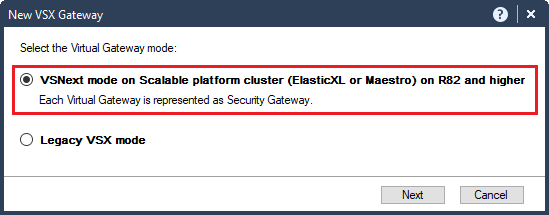 New VSX Gateway
?
Select the Virtual Gateway mode:
VSNext mode on Scalable platform cluster (ElasticXL or Maestro) on R82 and higher
Each Virtual Gateway is represented as Security Gateway.
Legacy VSX mode
Next
Cancel